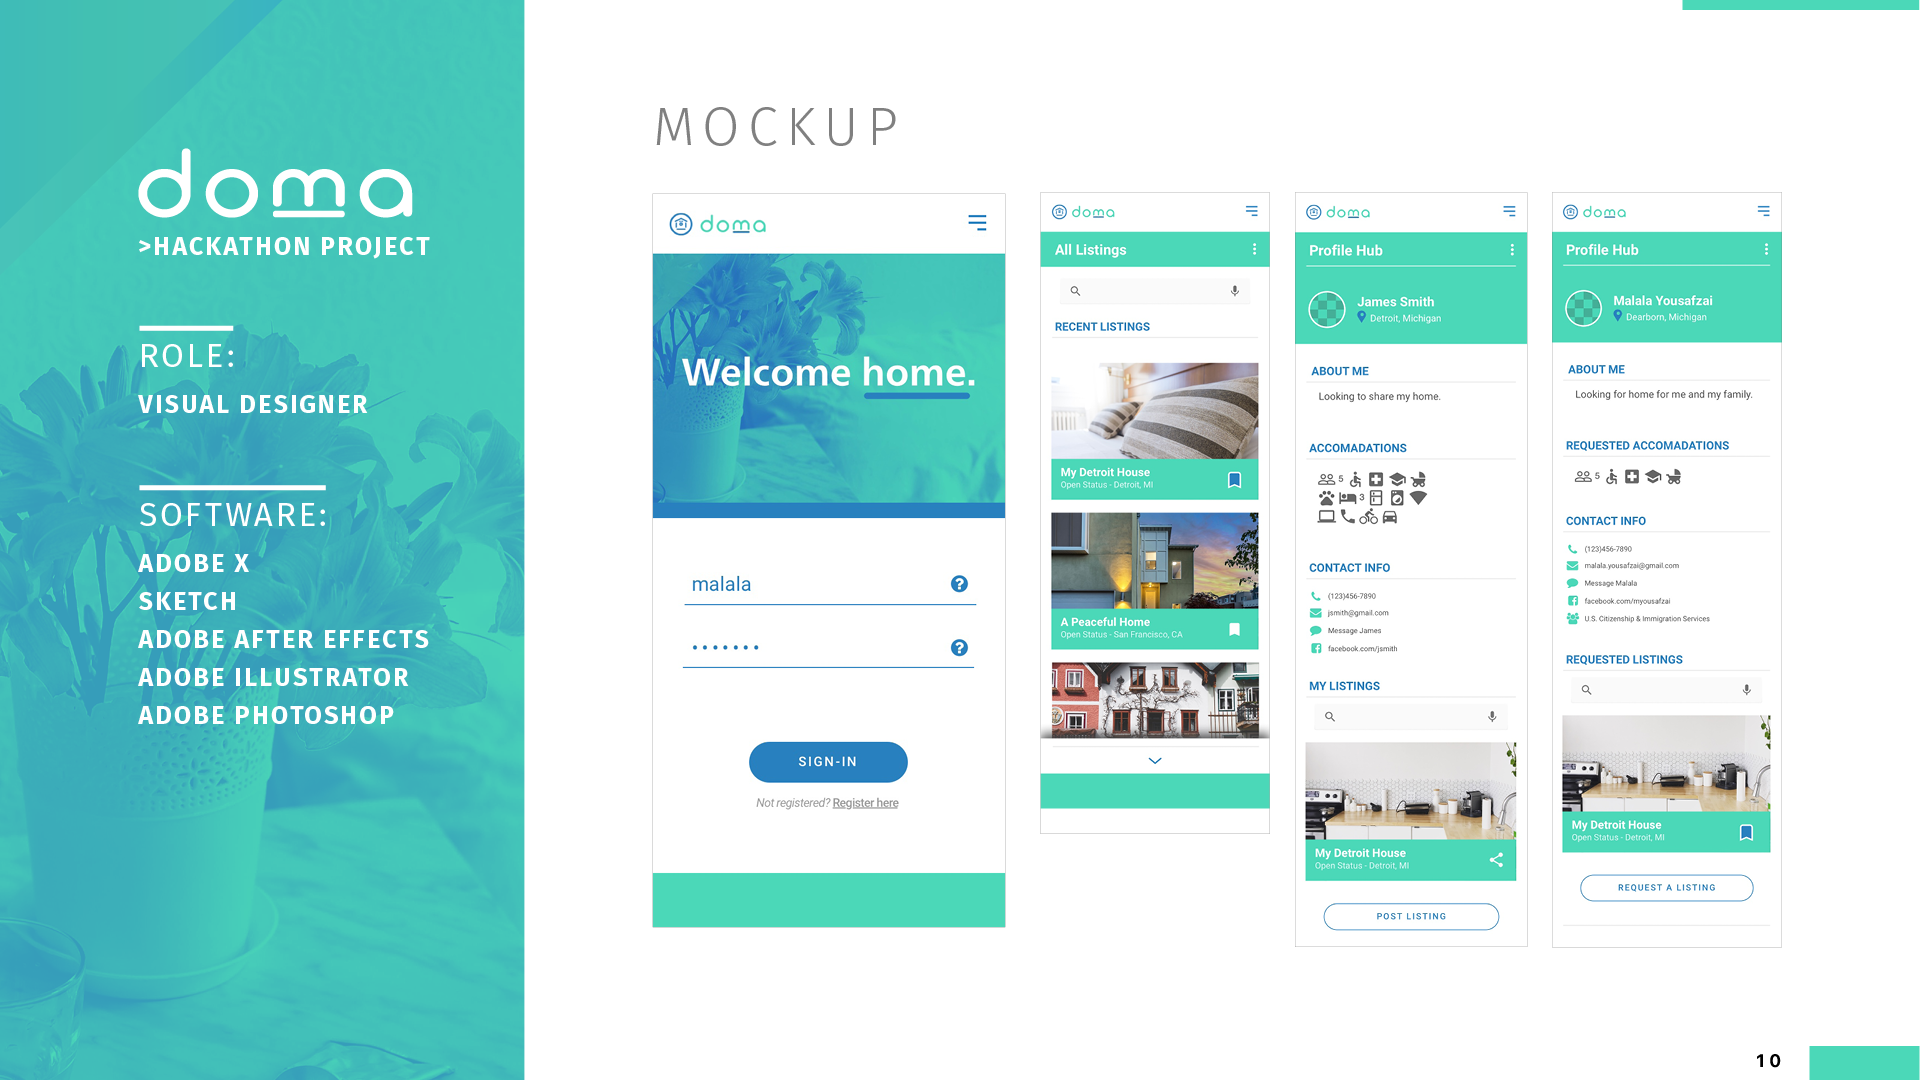 doma
>HACKATHON PROJECT
ROLE:
VISUAL DESIGNER
SOFTWARE:
ADOBE X
SKETCH
ADOBE AFTER EFFECTS
ADOBE ILLUSTRATOR
ADOBE PHOTOSHOP
MOCKUP
doma
Welcome home.
malala
•••••••
SIGN-IN
Not registered? Register here
doma
All Listings
RECENT LISTINGS
My Detroit House
Open Status - Detroit, MI
A Peaceful Home
Open Status - San Francisco, CA
doma
Profile Hub
James Smith
Detroit, Michigan
ABOUT ME
Looking to share my home.
ACCOMADATIONS
5
3
CONTACT INFO
(123)456-7890
jsmith@gmail.com
Message James
facebook.com/jsmith
MY LISTINGS
My Detroit House
Open Status - Detroit, MI
POST LISTING
doma
Profile Hub
Malala Yousafzai
Dearborn, Michigan
ABOUT ME
Looking for home for me and my family.
REQUESTED ACCOMADATIONS
5
CONTACT INFO
(123)456-7890
malala.yousafzai@gmail.com
Message Malala
facebook.com/myousafzai
U.S. Citizenship & Immigration Services
REQUESTED LISTINGS
My Detroit House
Open Status - Detroit, MI
REQUEST A LISTING
10